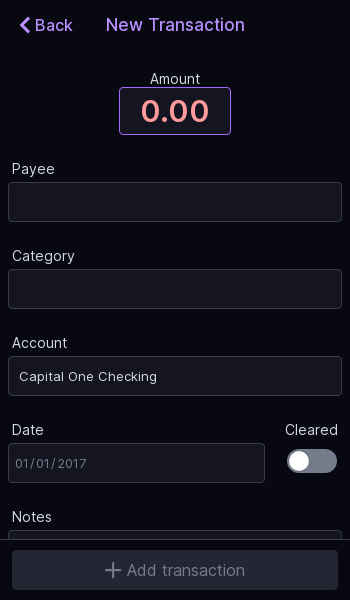 Back New Transaction
Amount
0.00
Payee
Category
Account
Capital One Checking
Date Cleared
01/01/2017
Notes
Add transaction